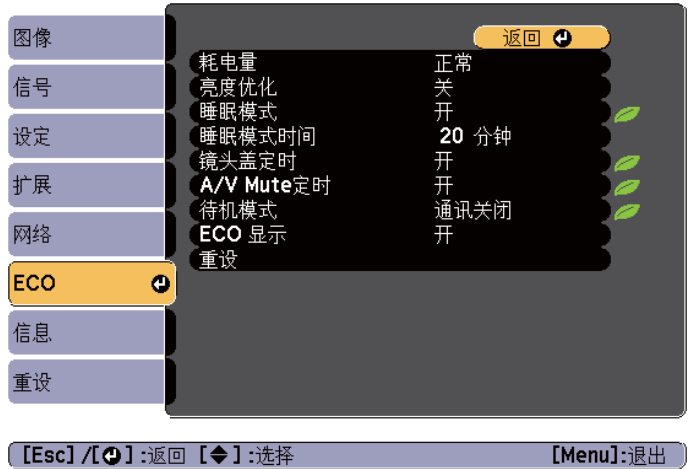 图像
信号
设定
扩展
网络
ECO
信息
重设
返回
耗电量 正常
亮度优化 关
睡眠模式 开
睡眠模式时间 20 分钟
镜头盖定时 开
A/V Mute定时 开
待机模式 通讯关闭
ECO 显示 开
重设
[Esc] /[⏎] :返回 [◆] :选择 [Menu]:退出